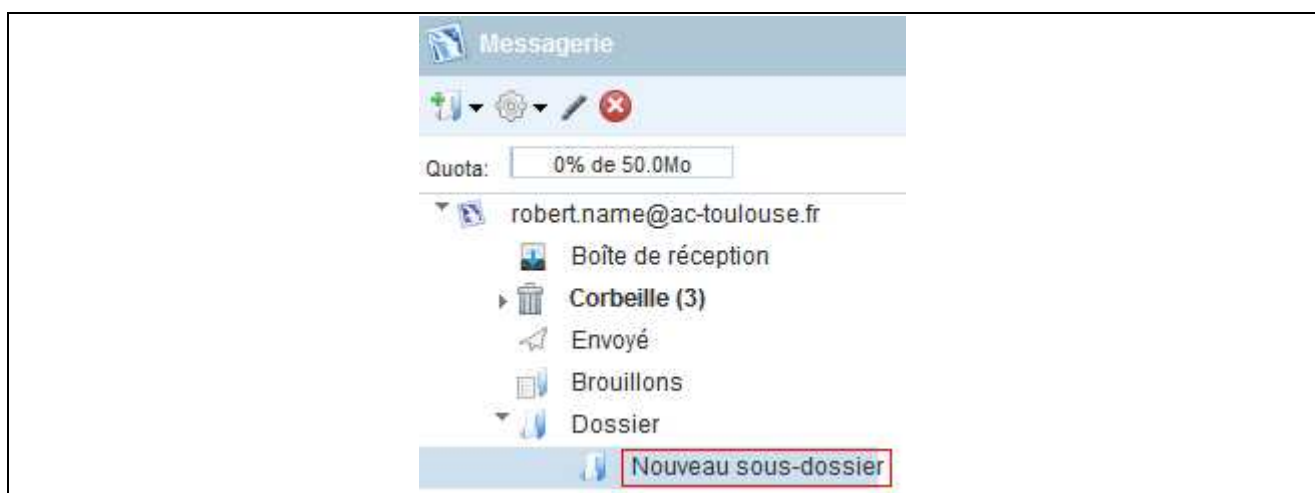 Messagerie
Quota: 0% de 50.0Mo
robert.name@ac-toulouse.fr
Boîte de réception
Corbeille (3)
Envoyé
Brouillons
Dossier
Nouveau sous-dossier